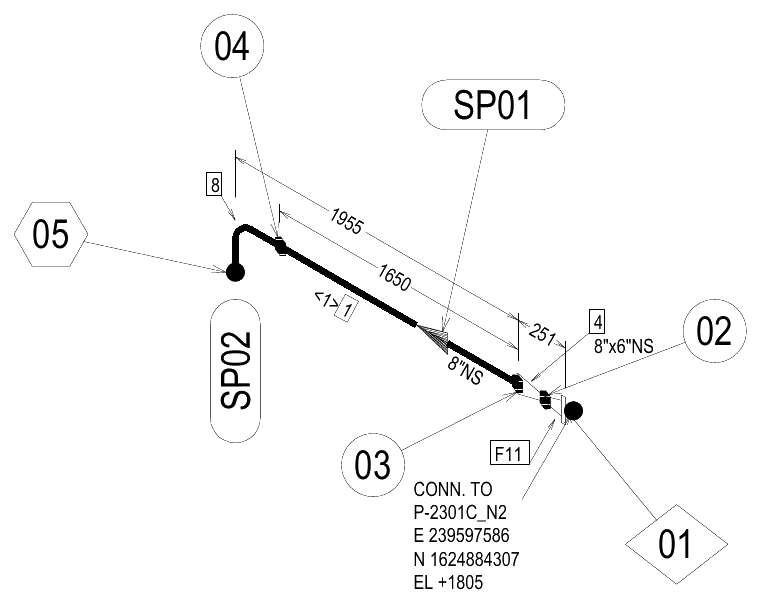 04
SP01
8
1955
05
1650
<1> 1
251
4
02
8"x6"NS
SP02
8"NS
03
F11
CONN. TO
P-2301C_N2
E 239597586
N 1624884307
EL +1805
01